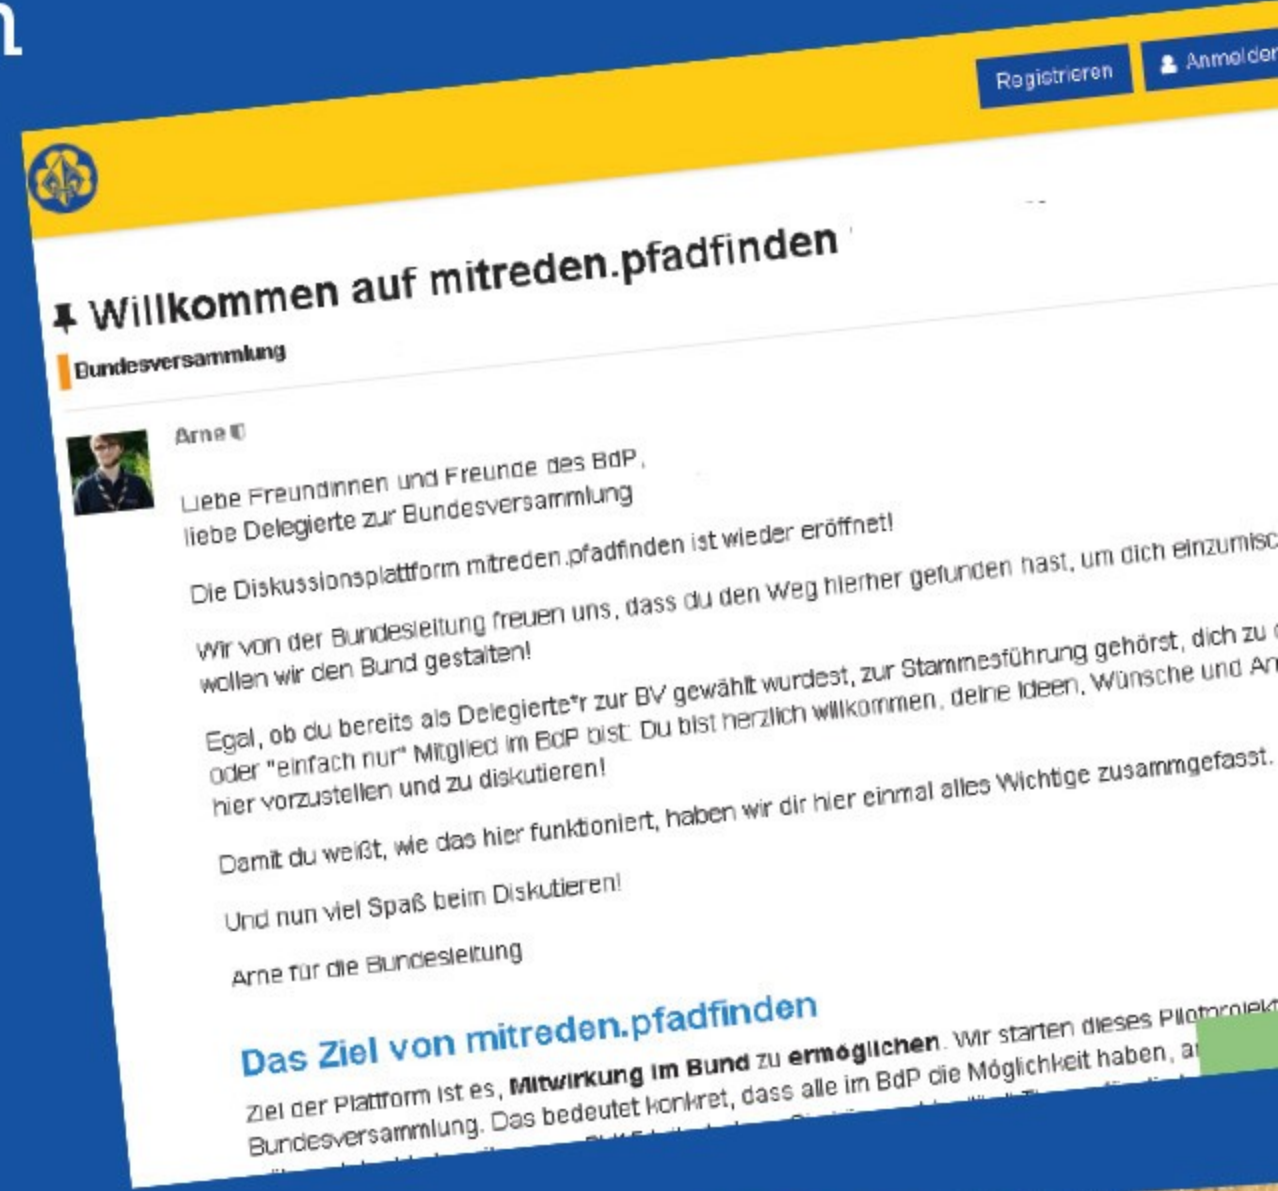 n
Registrieren
Anmelden
Willkommen auf mitreden.pfadfinden
Bundesversammlung
Arne
Liebe Freundinnen und Freunde des BdP,
liebe Delegierte zur Bundesversammlung
Die Diskussionsplattform mitreden.pfadfinden ist wieder eröffnet!
Wir von der Bundesleitung freuen uns, dass du den Weg hierher gefunden hast, um dich einzumisc
wollen wir den Bund gestalten!
Egal, ob du bereits als Delegierte*r zur BV gewählt wurdest, zur Stammesführung gehörst, dich zu
oder "einfach nur" Mitglied im BdP bist: Du bist herzlich willkommen, deine Ideen, Wünsche und An
hier vorzustellen und zu diskutieren!
Damit du weißt, wie das hier funktioniert, haben wir dir hier einmal alles Wichtige zusammgefasst.
Und nun viel Spaß beim Diskutieren!
Arne für die Bundesleitung
Das Ziel von mitreden.pfadfinden
Ziel der Plattform ist es, Mitwirkung im Bund zu ermöglichen. Wir starten dieses Pilotprojekt
Bundesversammlung. Das bedeutet konkret, dass alle im BdP die Möglichkeit haben, a